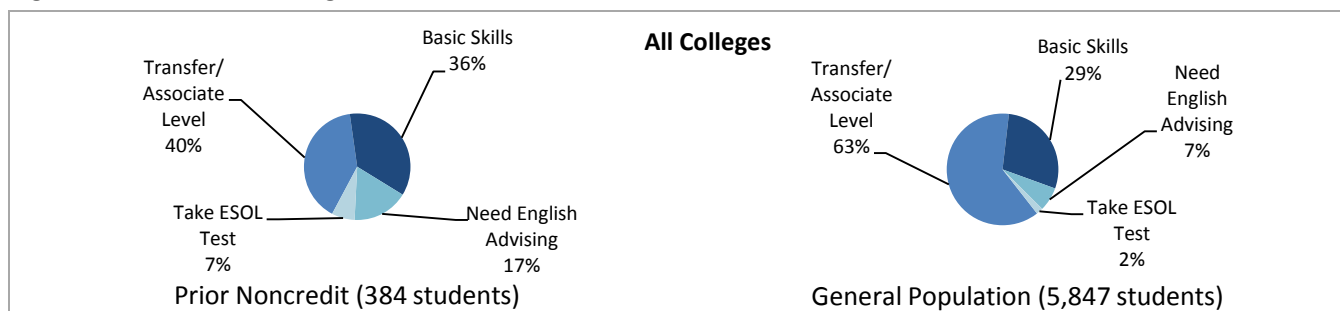 All Colleges
Basic Skills
36%
Transfer/
Associate
Level
40%
Take ESOL
Test
7%
Need English
Advising
17%
Prior Noncredit (384 students)
Basic Skills
29%
Transfer/
Associate
Level
63%
Need
English
Advising
7%
Take ESOL
Test
2%
General Population (5,847 students)